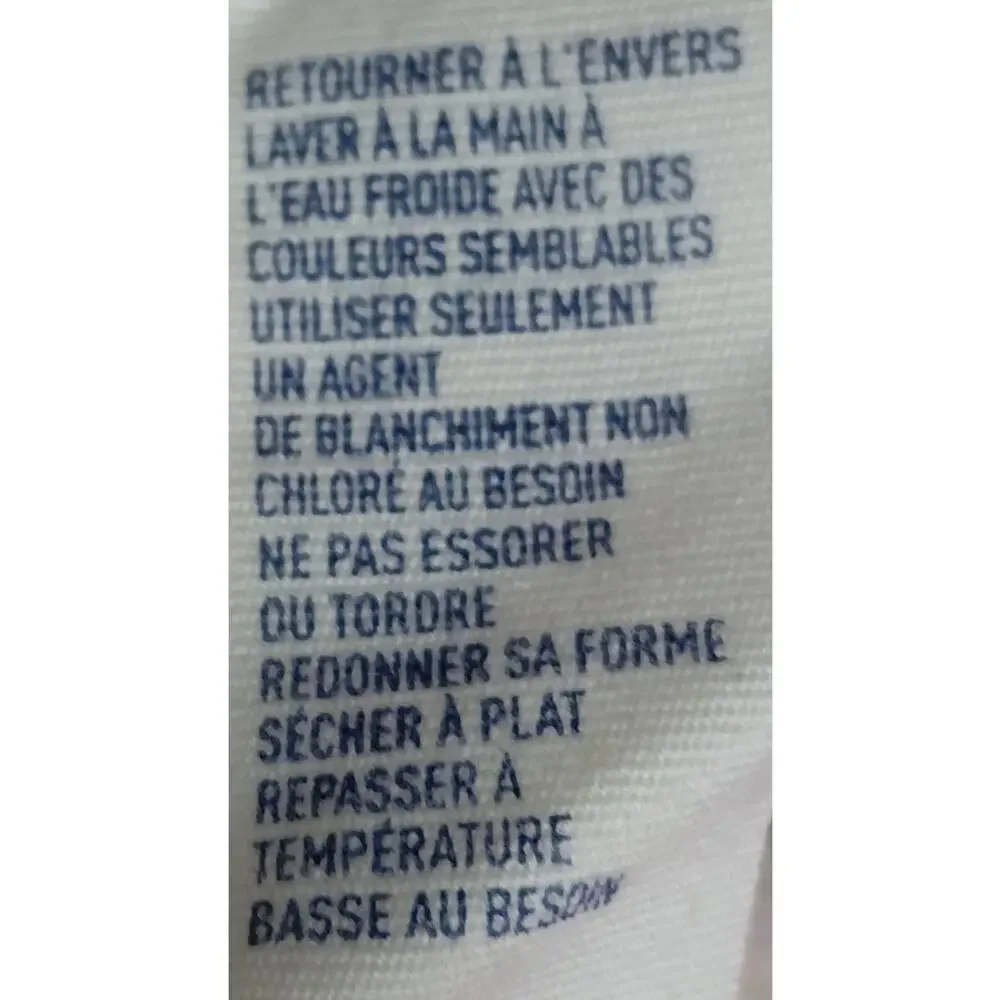 RETOURNER À L'ENVERS
LAVER À LA MAIN À
L'EAU FROIDE AVEC DES
COULEURS SEMBLABLES
UTILISER SEULEMENT
UN AGENT
DE BLANCHIMENT NON
CHLORÉ AU BESOIN
NE PAS ESSORER
OU TORDRE
REDONNER SA FORME
SÉCHER À PLAT
REPASSER À
TEMPÉRATURE
BASSE AU BESOIN